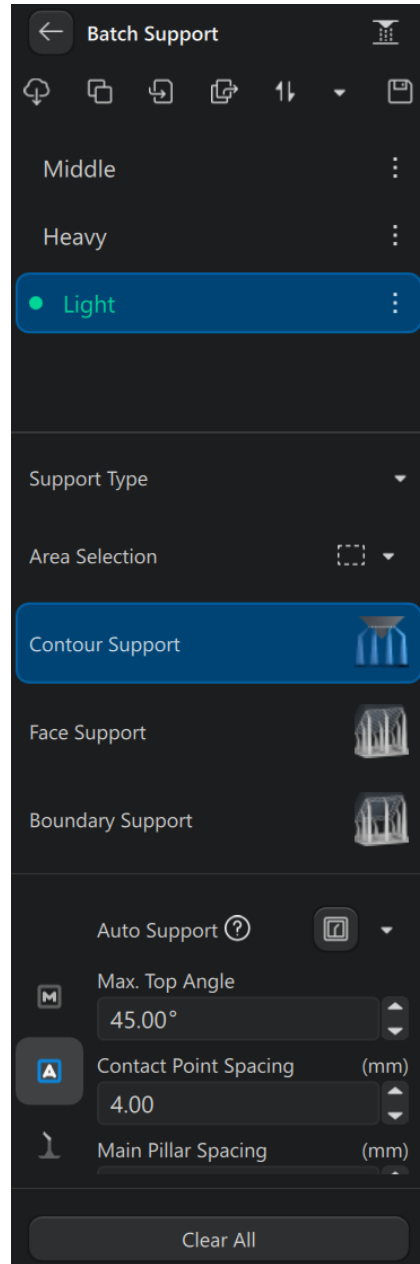 Batch Support
Middle
Heavy
Light
Support Type
Area Selection
Contour Support
Face Support
Boundary Support
Auto Support ?
M
Max. Top Angle
45.00°
A
Contact Point Spacing (mm)
4.00
Main Pillar Spacing (mm)
Clear All